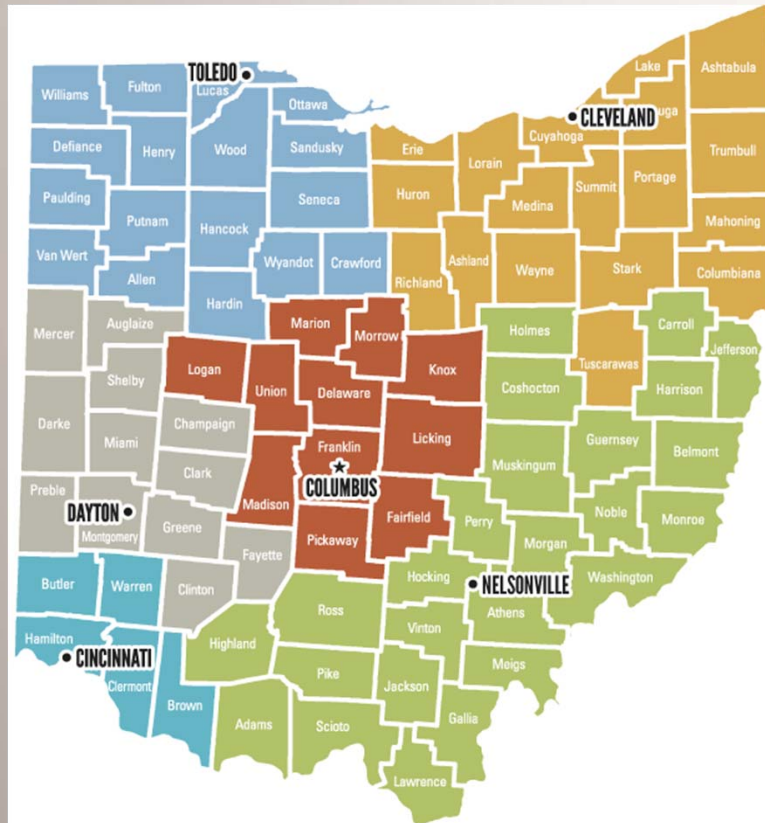 TOLEDO
Lucas
Williams
Fulton
Ottawa
Defiance
Henry
Wood
Sandusky
Paulding
Putnam
Hancock
Seneca
Van Wert
Allen
Wyandot
Crawford
Hardin
Lake
Ashtabula
CLEVELAND
uga
Cuyahoga
Erie
Lorain
Trumbull
Huron
Medina
Summit
Portage
Mahoning
Richland
Ashland
Wayne
Stark
Columbiana
Tuscarawas
Mercer
Auglaize
Shelby
Darke
Miami
Champaign
Clark
Preble
DAYTON
Montgomery
Greene
Fayette
Clinton
Marion
Morrow
Logan
Union
Delaware
Knox
Franklin
COLUMBUS
Licking
Madison
Pickaway
Fairfield
Holmes
Carroll
Jefferson
Coshocton
Harrison
Muskingum
Guernsey
Belmont
Perry
Noble
Monroe
Morgan
Washington
Hocking
NELSONVILLE
Athens
Ross
Vinton
Highland
Meigs
Pike
Jackson
Gallia
Adams
Scioto
Lawrence
Butler
Warren
Hamilton
CINCINNATI
Clermont
Brown